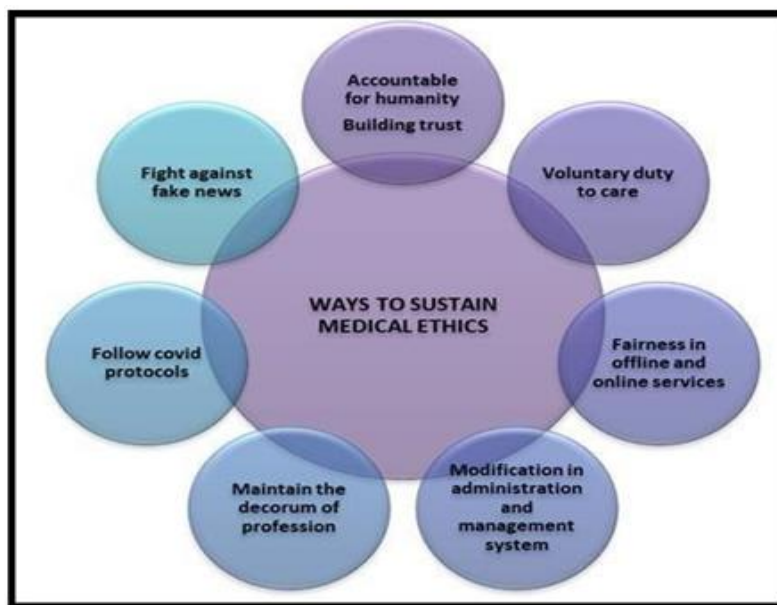 Accountable
for humanity
Building trust
Voluntary duty
to care
Fairness in
offline and
online services
Modification in
administration
and
management
system
Maintain the
decorum of
profession
Follow covid
protocols
Fight against
fake news
WAYS TO SUSTAIN
MEDICAL ETHICS